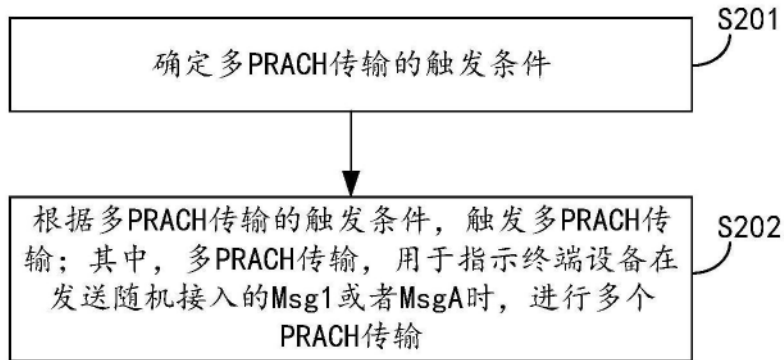 S201
确定多PRACH传输的触发条件
根据多PRACH传输的触发条件，触发多PRACH传
S202
输；其中，多PRACH传输，用于指示终端设备在
发送随机接入的Msg1或者MsgA时，进行多个
PRACH传输